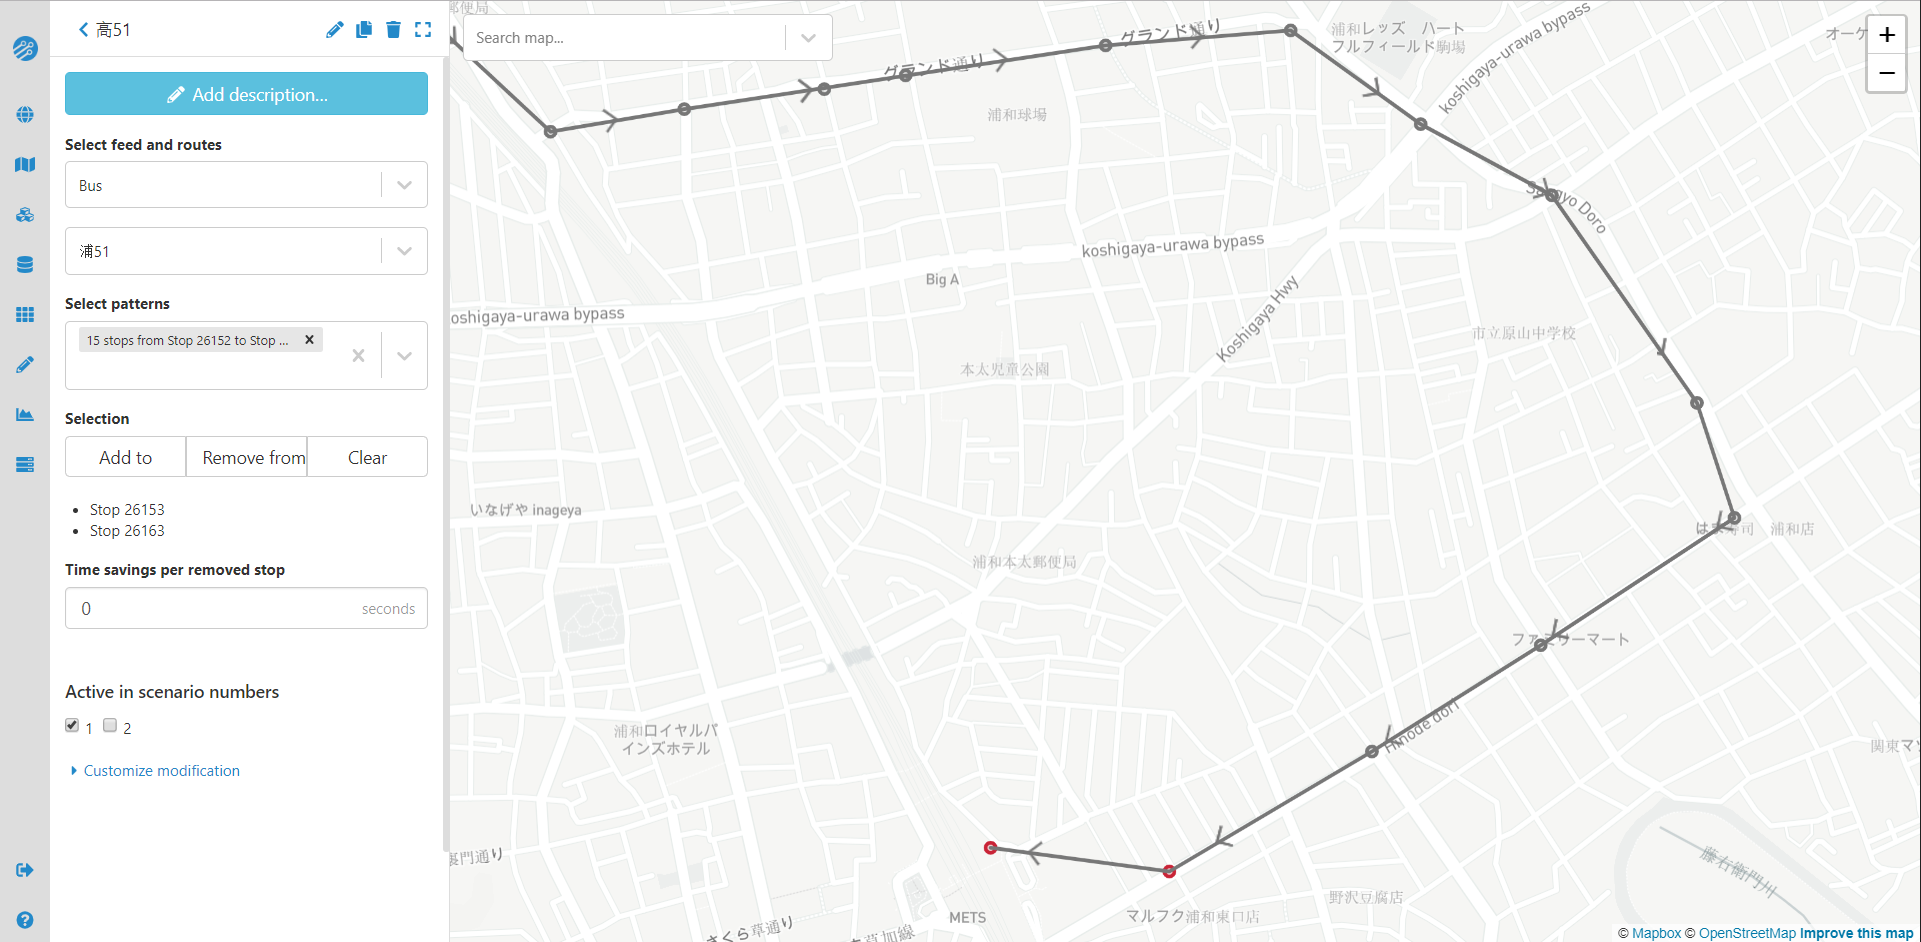 高51
Add description...
Select feed and routes
Bus
浦51
Select patterns
15 stops from Stop 26152 to Stop ...
Selection
Add to
Remove from
Clear
Stop 26153
Stop 26163
Time savings per removed stop
0
seconds
Active in scenario numbers
1
2
Customize modification
郵便局
Search map...
グランド通り
グランド通り
浦和レッズ ハート
フルフィールド駒場
koshigaya-urawa bypass
オーケ
+
−
浦和球場
koshigaya-urawa bypass
Big A
Koshigaya Hwy
oshigaya-urawa bypass
市立原山中学校
本太児童公園
いなげや inageya
浦和店
浦和本太郵便局
ファミリーマート
Hinode dori
浦和ロイヤルパ
インズホテル
関東マッ
裏門通り
藤右衛門川
野沢豆腐店
METS
マルフク浦和東口店
さくら草通り
草加線
© Mapbox © OpenStreetMap Improve this map